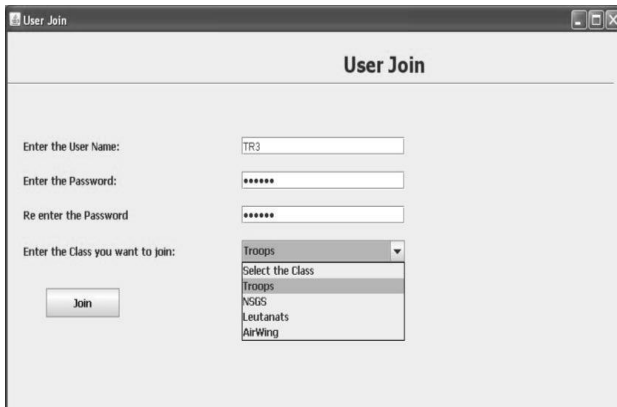 User Join
User Join
Enter the User Name:
TR3
Enter the Password:
••••••
Re enter the Password
••••••
Enter the Class you want to join:
Troops
Select the Class
Troops
NSGS
Leutanats
AirWing
Join